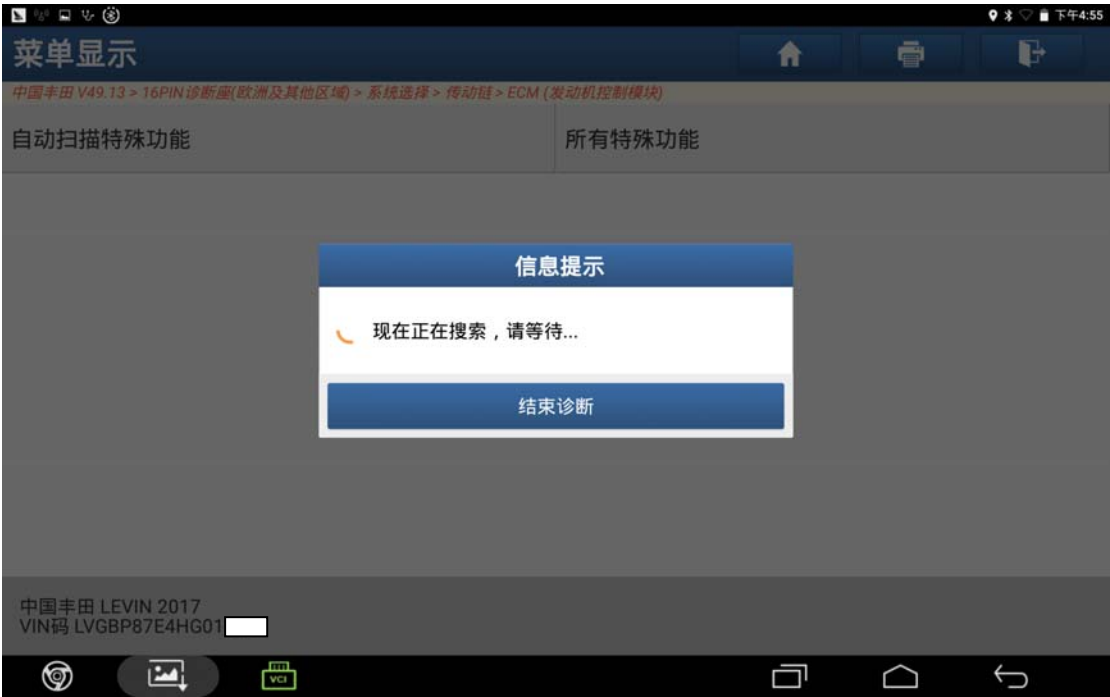 下午4:55
菜单显示
中国丰田 V49.13 > 16PIN诊断座(欧洲及其他区域) > 系统选择 > 传动链 > ECM (发动机控制模块)
自动扫描特殊功能
所有特殊功能
信息提示
现在正在搜索，请等待...
结束诊断
中国丰田 LEVIN 2017
VIN码 LVGBP87E4HG01
VCI